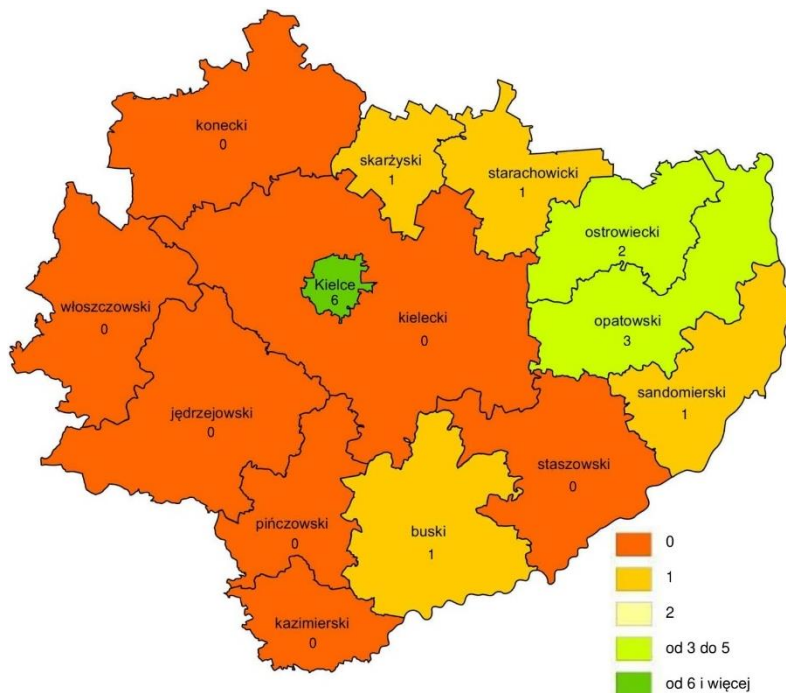 konecki
0
skarżyski
1
starachowicki
1
ostrowiecki
2
Kielce
6
włoszczowski
0
kielecki
0
opatowski
3
sandomierski
1
jędrzejowski
0
staszowski
0
pińczowski
0
buski
1
kazimierski
0
0
1
2
od 3 do 5
od 6 i więcej